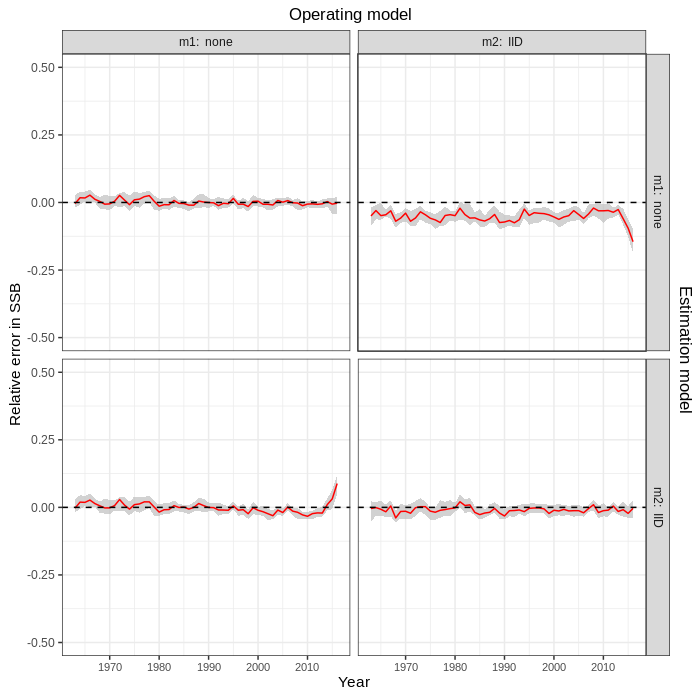 Operating model
m1: none
m2: IID
0.50
0.25
0.00
-0.25
-0.50
m1: none
0.50
0.25
0.00
-0.25
-0.50
m2: IID
Relative error in SSB
Estimation model
1970 1980 1990 2000 2010
1970 1980 1990 2000 2010
Year